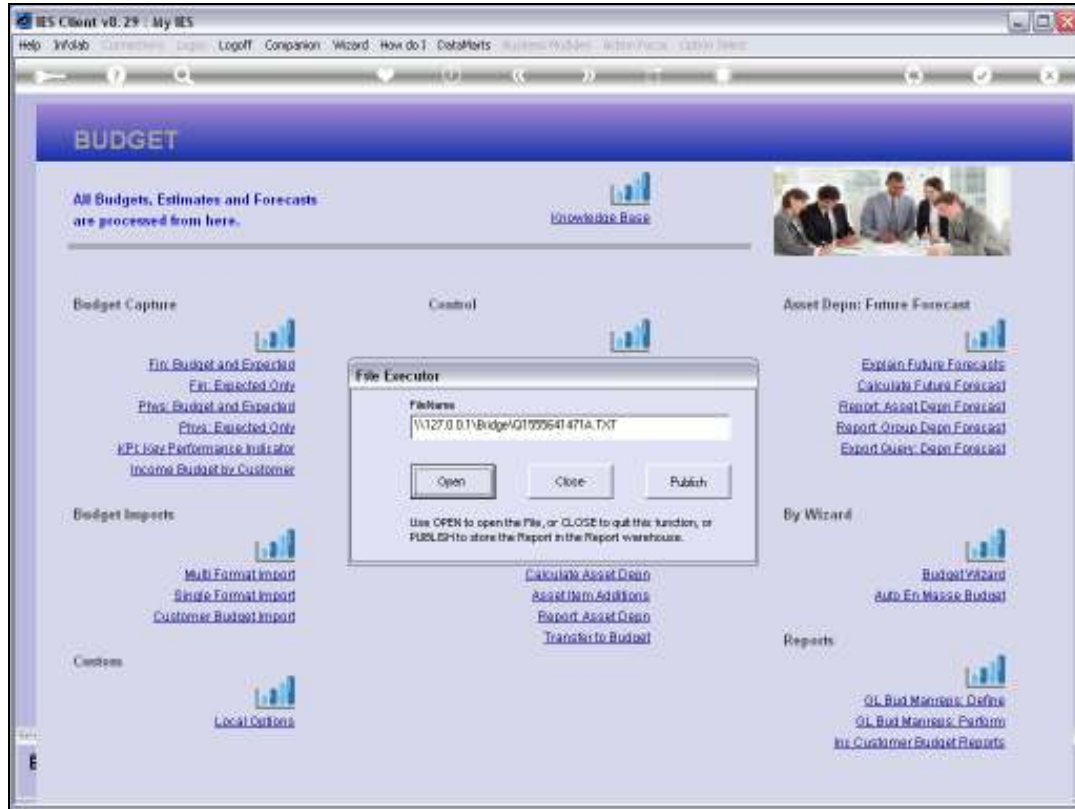 IES Client v8.29 : My IES
Help Infolab Connections Logon Logoff Companion Wizard How do I DataMarts Business Modules Action Focus Option Select
BUDGET
All Budgets, Estimates and Forecasts
are processed from here.
Knowledge Base
Budget Capture
Fin: Budget and Expected
Fin: Expected Only
Phys: Budget and Expected
Phys: Expected Only
KPI: Key Performance Indicator
Income Budget by Customer
Budget Imports
Multi Format Import
Single Format Import
Customer Budget Import
Custom
Local Options
Control
File Executor
FileName
\\127.0.0.1\Bridge\Q1555641471A.TXT
Open
Close
Publish
Use OPEN to open the File, or CLOSE to quit this function, or
PUBLISH to store the Report in the Report warehouse.
Calculate Asset Depn
Asset Item Additions
Report Asset Depn
Transfer to Budget
Asset Depn: Future Forecast
Explain Future Forecasts
Calculate Future Forecast
Report: Asset Depn Forecast
Report: Group Depn Forecast
Export Query: Depn Forecast
By Wizard
Budget Wizard
Auto En Masse Budget
Reports
GL Bud Manreps: Define
GL Bud Manreps: Perform
Inc Customer Budget Reports